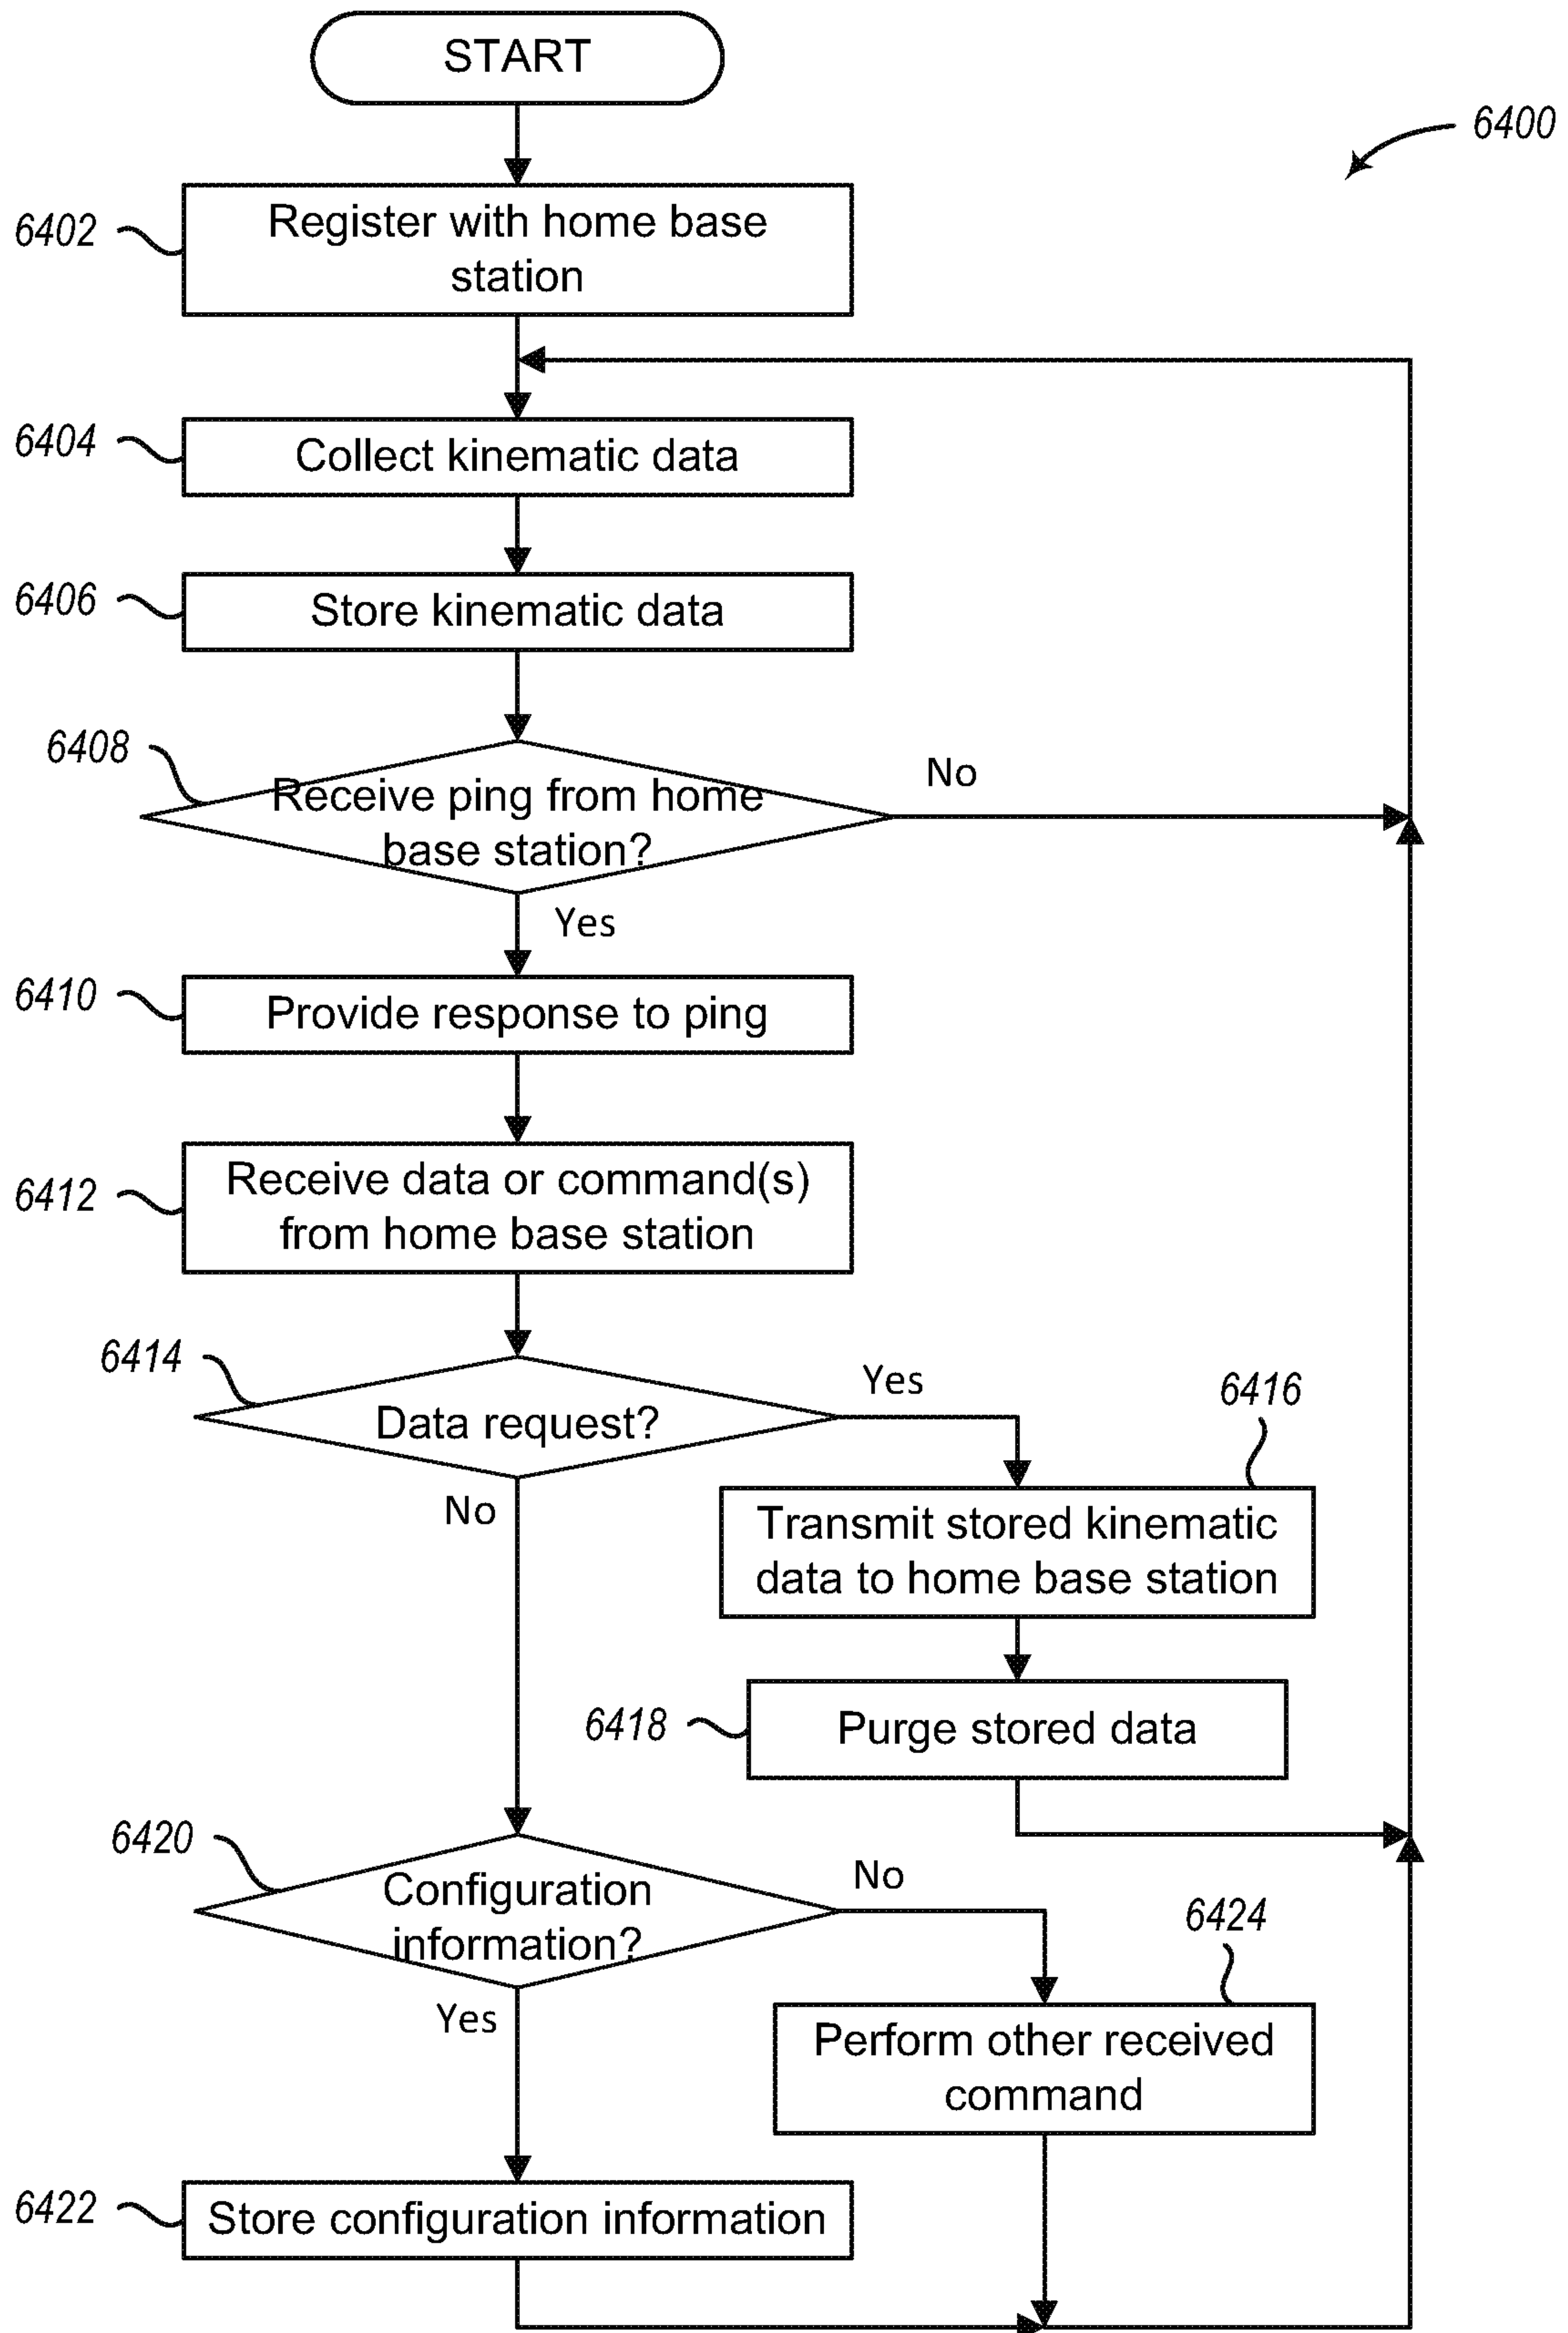 START
6400
6402
Register with home base
station
6404
Collect kinematic data
6406
Store kinematic data
6408
Receive ping from home
base station?
No
Yes
6410
Provide response to ping
6412
Receive data or command(s)
from home base station
6414
Data request?
Yes
No
6416
Transmit stored kinematic
data to home base station
6418
Purge stored data
6420
Configuration
information?
No
Yes
6424
Perform other received
command
6422
Store configuration information